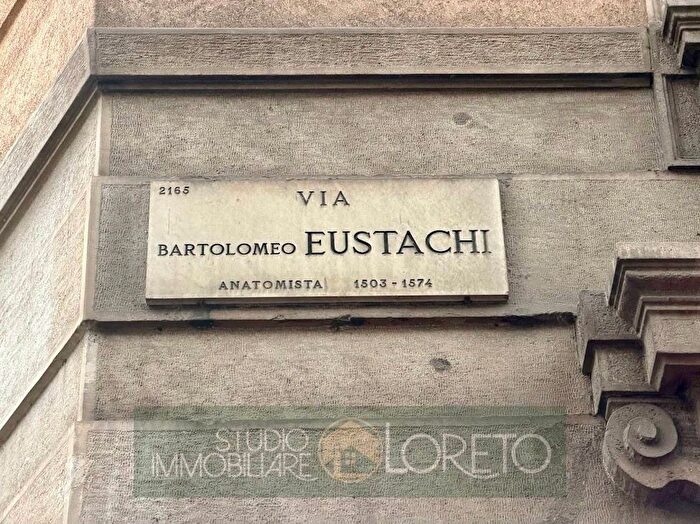 2165
VIA
BARTOLOMEO EUSTACHI
ANATOMISTA 1503 - 1574
STUDIO
IMMOBILIARE LORETO